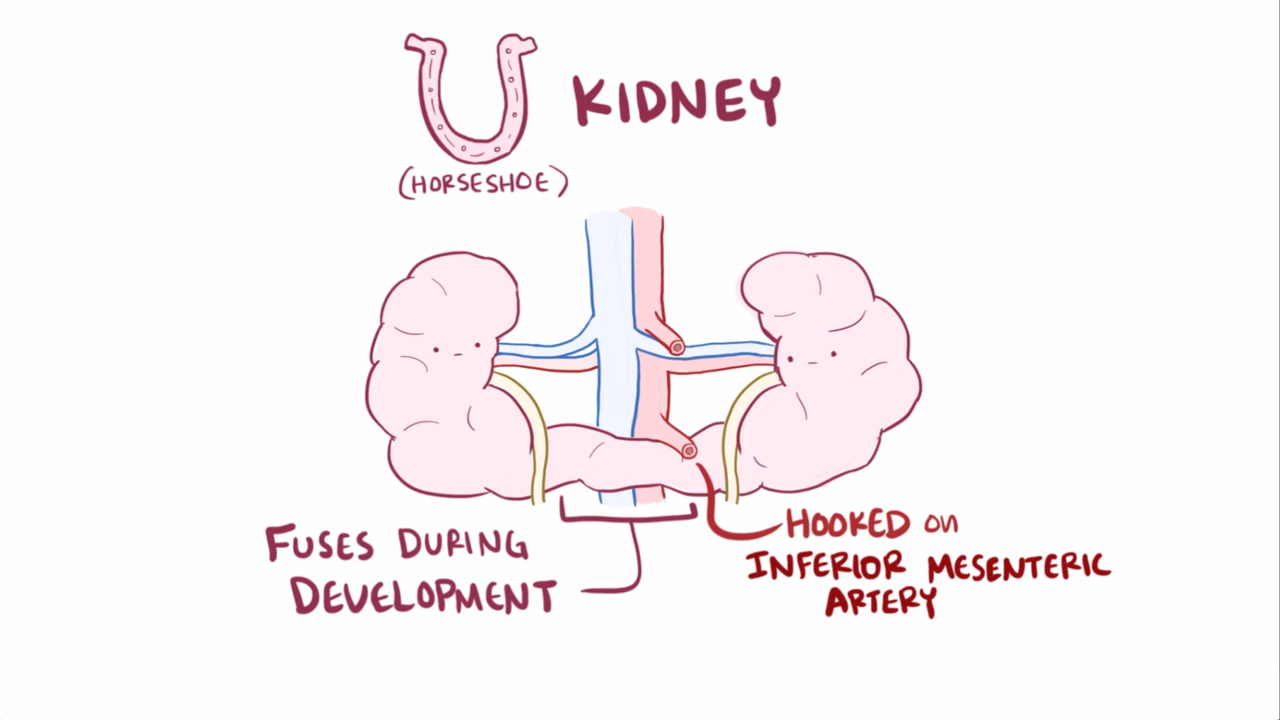 KIDNEY
(HORSESHOE)
FUSES DURING
DEVELOPMENT
HOOKED on
INFERIOR MESENTERIC
ARTERY